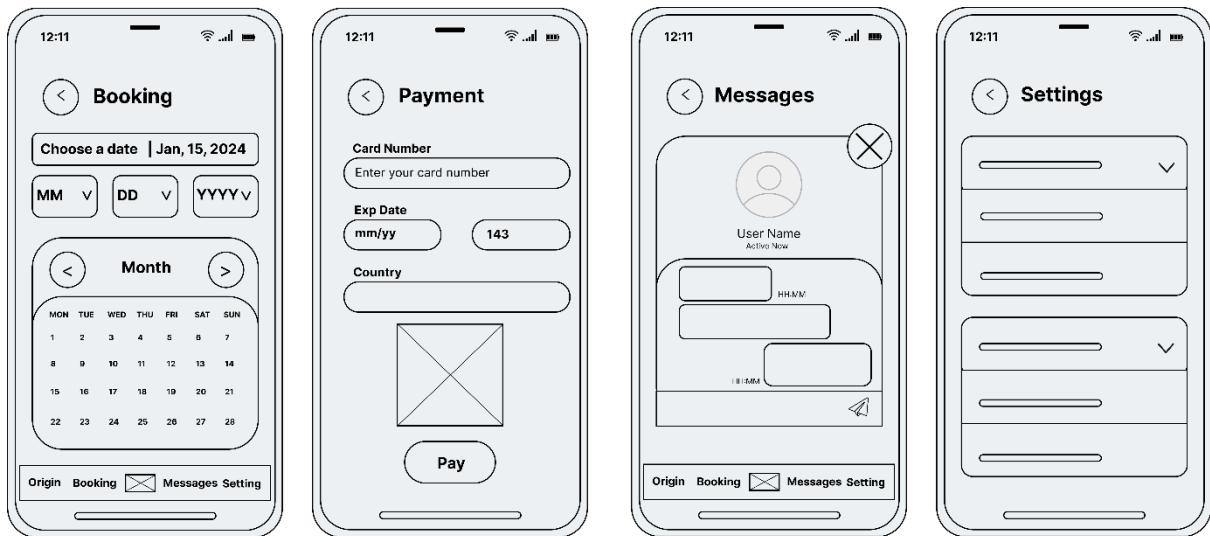 12:11
Booking
Choose a date | Jan, 15, 2024
MM DD YYYY
Month
MON TUE WED THU FRI SAT SUN
1 2 3 4 5 6 7
8 9 10 11 12 13 14
15 16 17 18 19 20 21
22 23 24 25 26 27 28
Origin Booking Messages Setting
12:11
Payment
Card Number
Enter your card number
Exp Date
mm/yy 143
Country
Pay
12:11
Messages
User Name
Active Now
HH:MM
HH:MM
Origin Booking Messages Setting
12:11
Settings